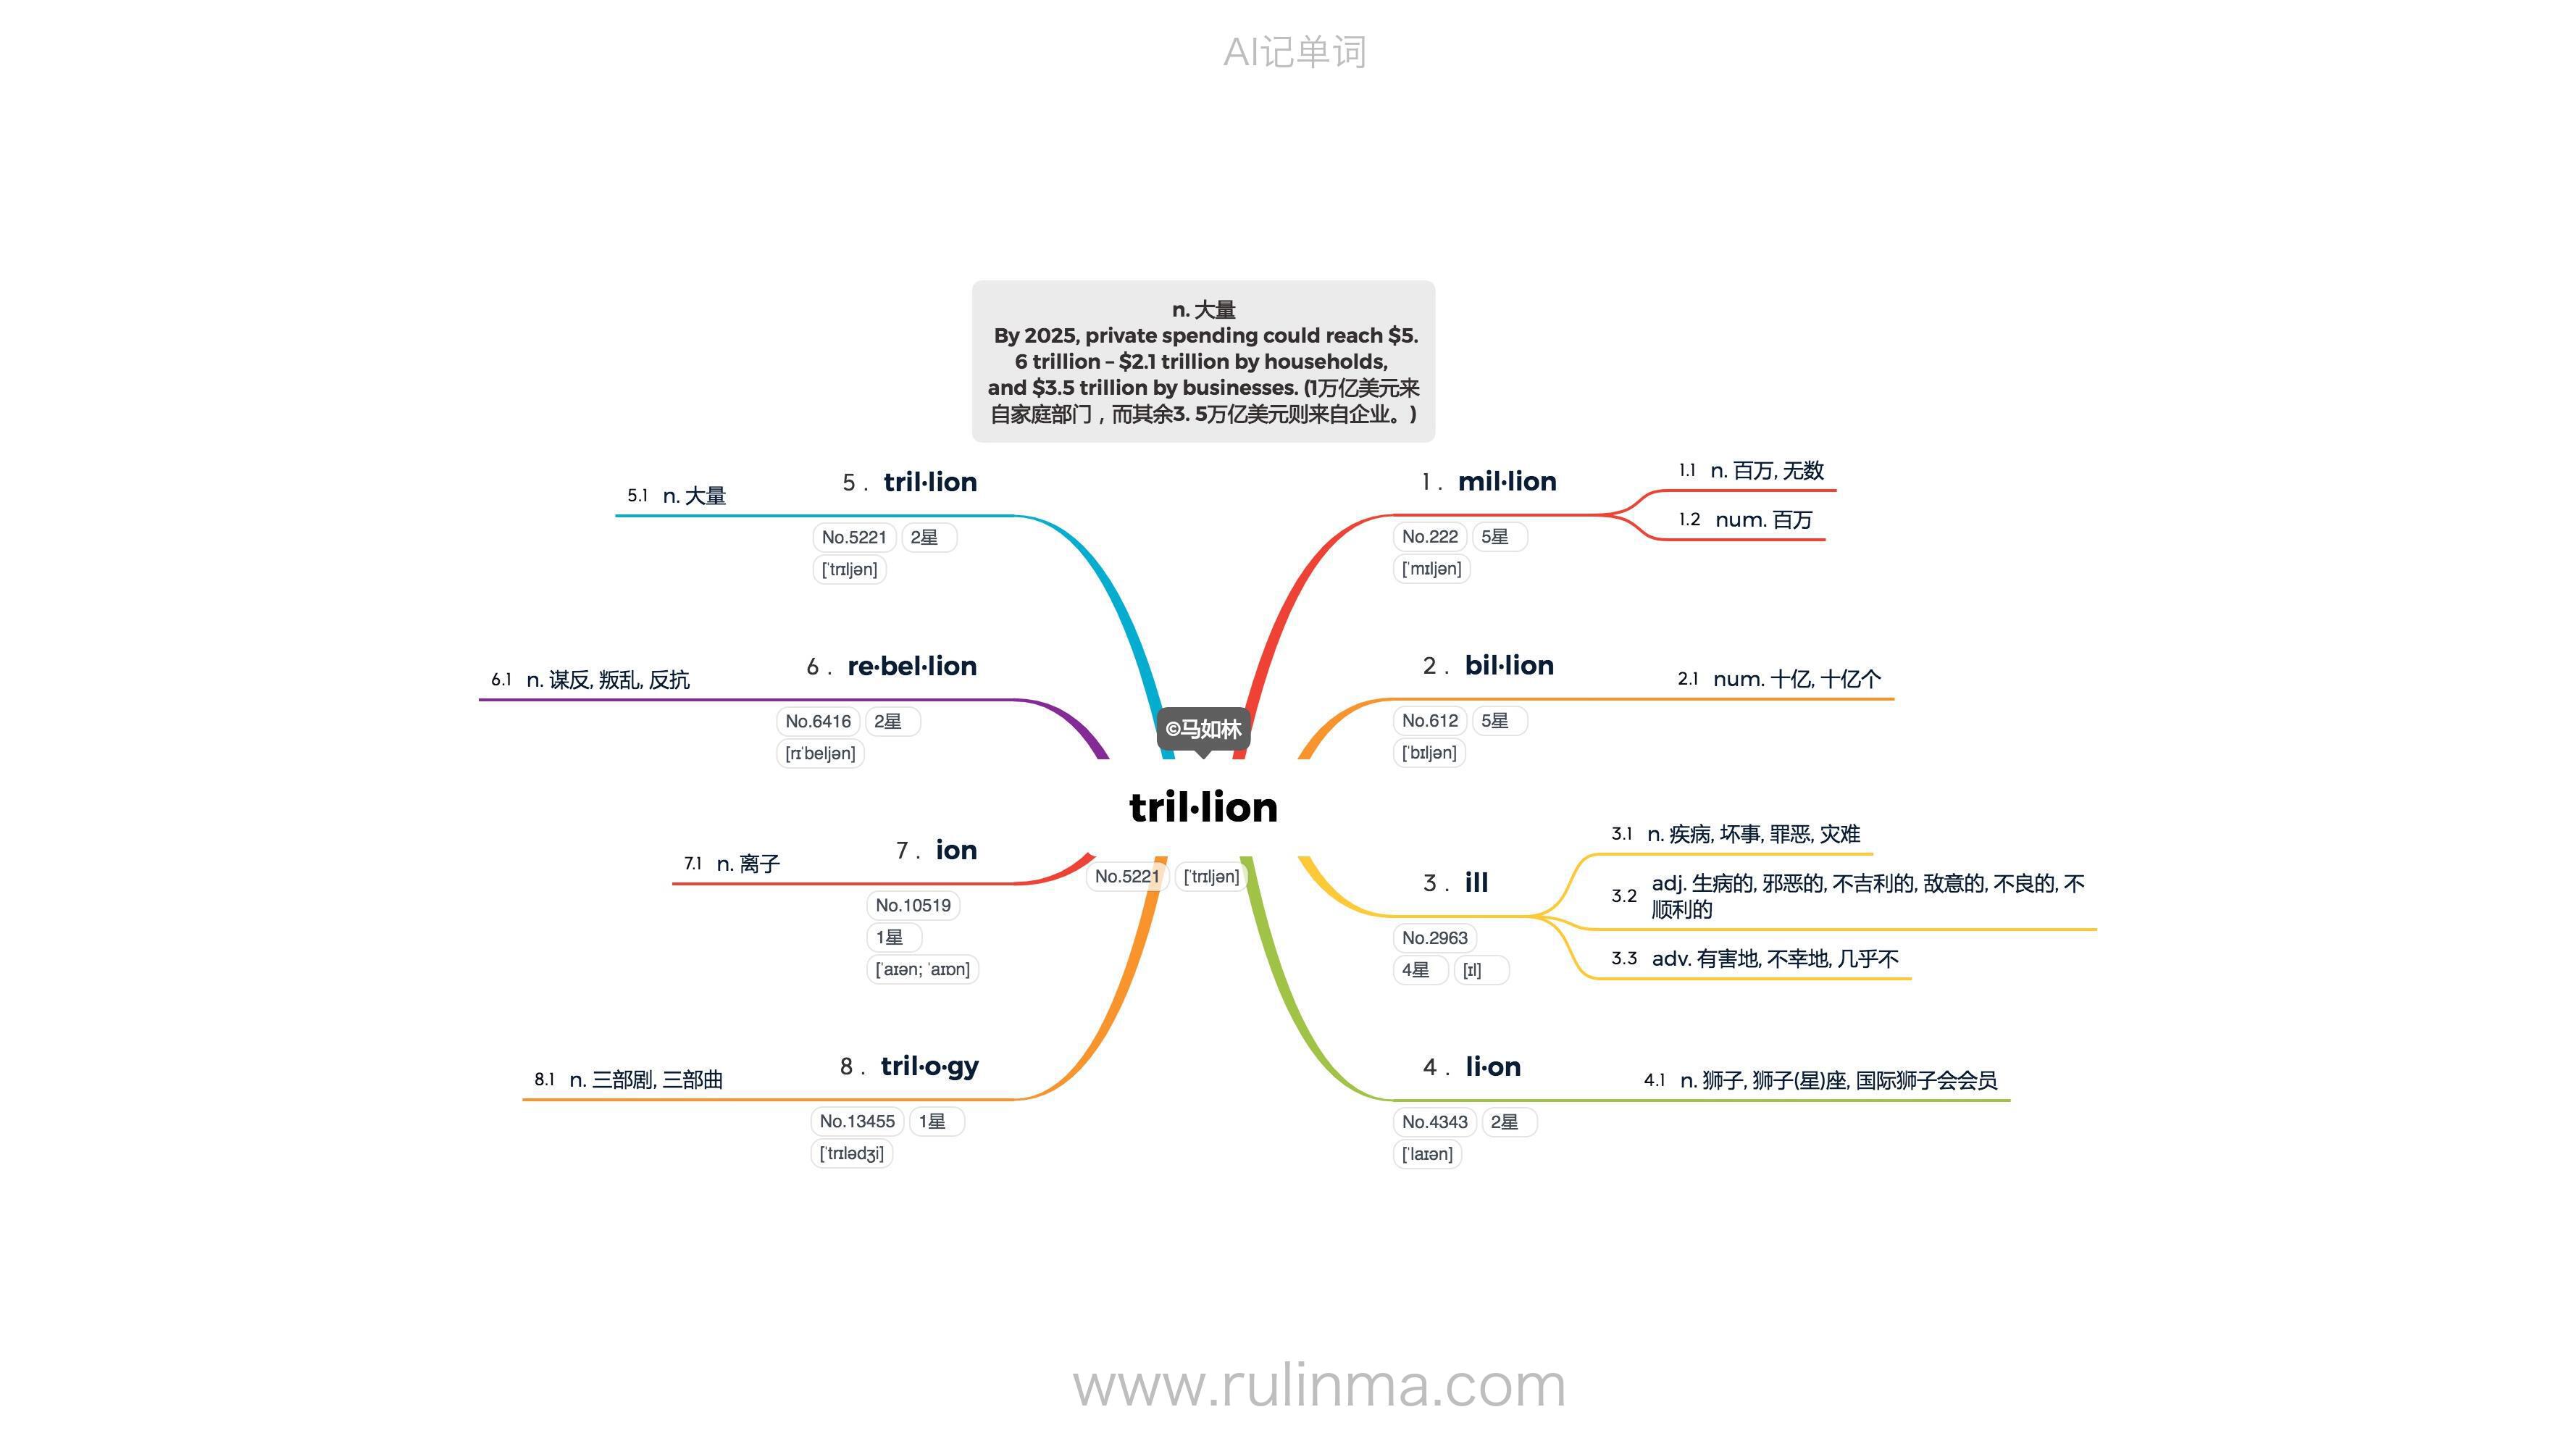 AI记单词
n. 大量
By 2025, private spending could reach $5.
6 trillion – $2.1 trillion by households,
and $3.5 trillion by businesses. (1万亿美元来
自家庭部门，而其余3. 5万亿美元则来自企业。)
©马如林
tril·lion
No.5221 [ˈtrɪljən]
1. mil·lion
No.222 5星
[ˈmɪljən]
1.1 n. 百万, 无数
1.2 num. 百万
2. bil·lion
No.612 5星
[ˈbɪljən]
2.1 num. 十亿, 十亿个
3. ill
No.2963
4星 [ɪl]
3.1 n. 疾病, 坏事, 罪恶, 灾难
3.2 adj. 生病的, 邪恶的, 不吉利的, 敌意的, 不良的, 不
顺利的
3.3 adv. 有害地, 不幸地, 几乎不
4. li·on
No.4343 2星
[ˈlaɪən]
4.1 n. 狮子, 狮子(星)座, 国际狮子会会员
5. tril·lion
No.5221 2星
[ˈtrɪljən]
5.1 n. 大量
6. re·bel·lion
No.6416 2星
[rɪˈbeljən]
6.1 n. 谋反, 叛乱, 反抗
7. ion
No.10519
1星
[ˈaɪən; ˈaɪɒn]
7.1 n. 离子
8. tril·o·gy
No.13455 1星
[ˈtrɪlədʒi]
8.1 n. 三部剧, 三部曲
www.rulinma.com